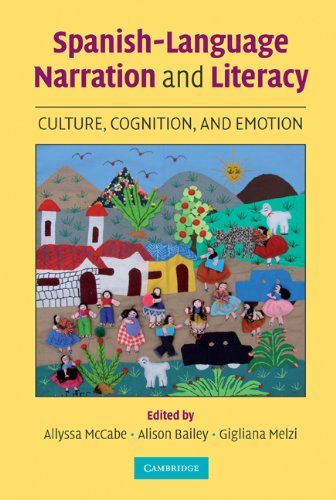 Spanish-Language
Narration and Literacy
CULTURE, COGNITION, AND EMOTION
Edited by
Allyssa McCabe • Alison Bailey • Gigliana Melzi
CAMBRIDGE